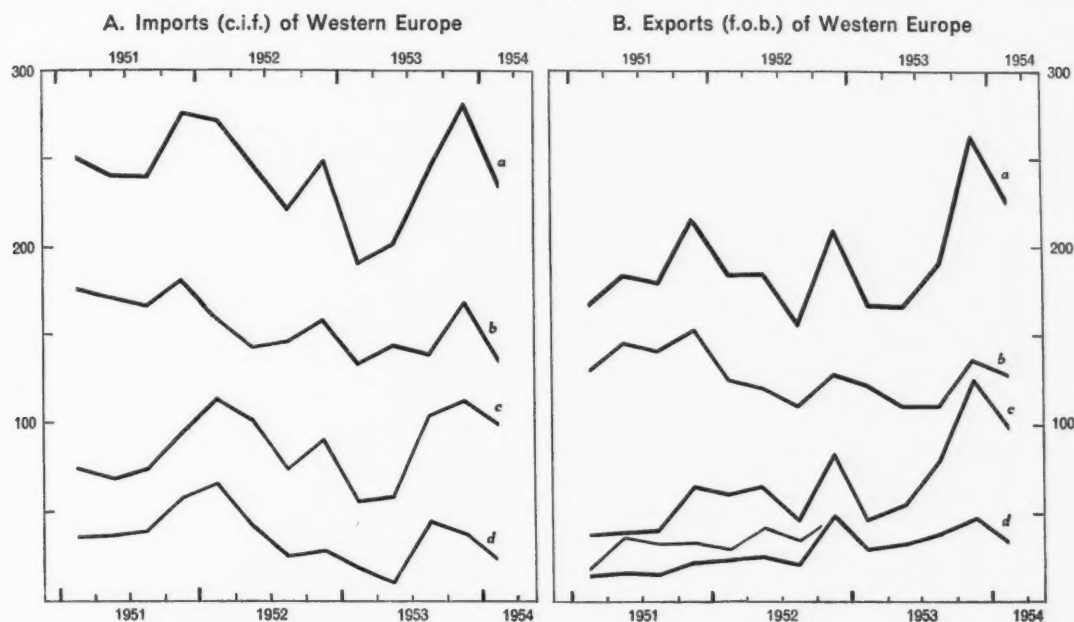 A. Imports (c.i.f.) of Western Europe
B. Exports (f.o.b.) of Western Europe
1951 1952 1953 1954
1951 1952 1953 1954
300
200
100
300
200
100
a
b
c
d
a
b
c
d
1951 1952 1953 1954
1951 1952 1953 1954